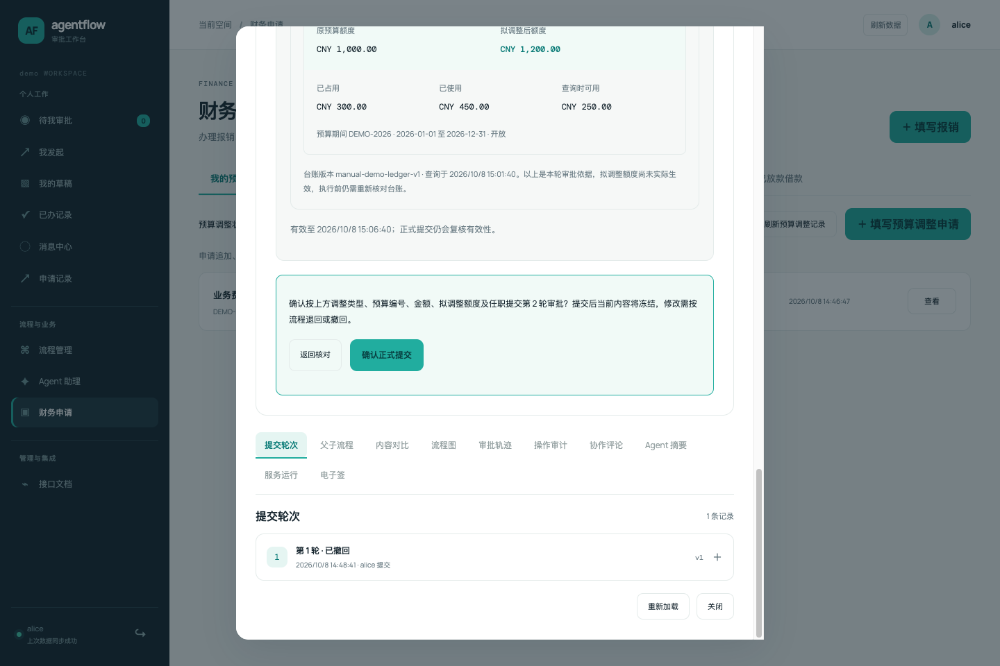 AF
agentflow
审批工作台
demo WORKSPACE
个人工作
待我审批
0
我发起
我的草稿
已办记录
消息中心
申请记录
流程与业务
流程管理
Agent 助理
财务申请
管理与集成
接口文档
alice
上次数据同步成功
当前空间 / 财务申请
刷新数据
A
alice
FINANCE
财务
办理报销
+ 填写报销
我的预
放款借款
预算调整状
刷新预算调整记录
+ 填写预算调整申请
申请追加、
业务费
DEMO-
2026/10/8 14:46:47
查看
原预算额度
拟调整后额度
CNY 1,000.00
CNY 1,200.00
已占用
已使用
查询时可用
CNY 300.00
CNY 450.00
CNY 250.00
预算期间 DEMO-2026 · 2026-01-01 至 2026-12-31 · 开放
台账版本 manual-demo-ledger-v1 · 查询于 2026/10/8 15:01:40。以上是本轮审批依据，拟调整额度尚未实际生
效，执行前仍需重新核对台账。
有效至 2026/10/8 15:06:40；正式提交仍会复核有效性。
确认按上方调整类型、预算编号、金额、拟调整额度及任职提交第 2 轮审批？提交后当前内容将冻结，修改需按
流程退回或撤回。
返回核对
确认正式提交
提交轮次
父子流程
内容对比
流程图
审批轨迹
操作审计
协作评论
Agent 摘要
服务运行
电子签
提交轮次
1 条记录
1
第 1 轮 · 已撤回
2026/10/8 14:48:41 · alice 提交
v1
+
重新加载
关闭